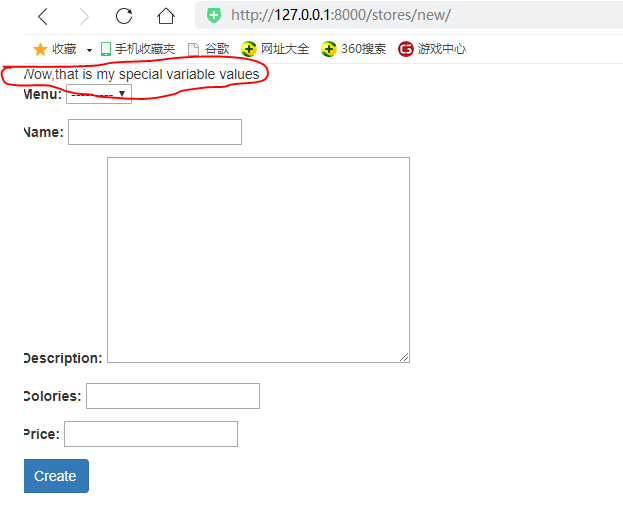 http://127.0.0.1:8000/stores/new/
收藏 手机收藏夹 谷歌 网址大全 360搜索 游戏中心
Wow,that is my special variable values
Menu: ---------
Name:
Description:
Colories:
Price:
Create